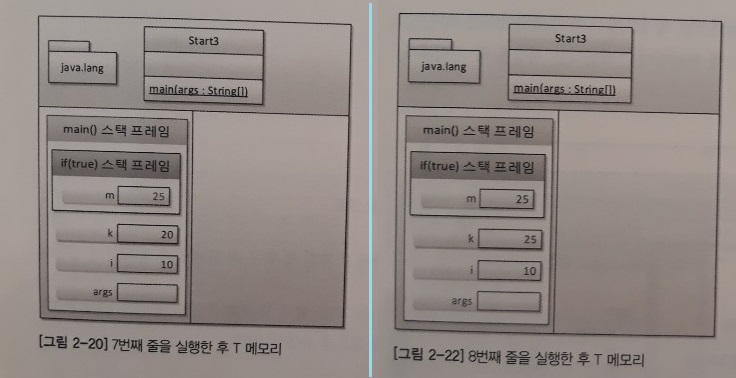 Start3
java.lang
main(args : String[])
main() 스택 프레임
if(true) 스택 프레임
m 25
k 20
i 10
args
[그림 2-20] 7번째 줄을 실행한 후 T 메모리
Start3
java.lang
main(args : String[])
main() 스택 프레임
if(true) 스택 프레임
m 25
k 25
i 10
args
[그림 2-22] 8번째 줄을 실행한 후 T 메모리